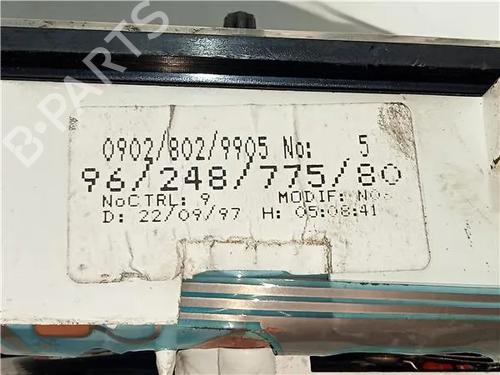 0902/802/9905 No: 5
96/248/775/80
NoCTRL: 9 MODIF: NO
D: 22/09/97 H: 05:08:41
B-PARTS